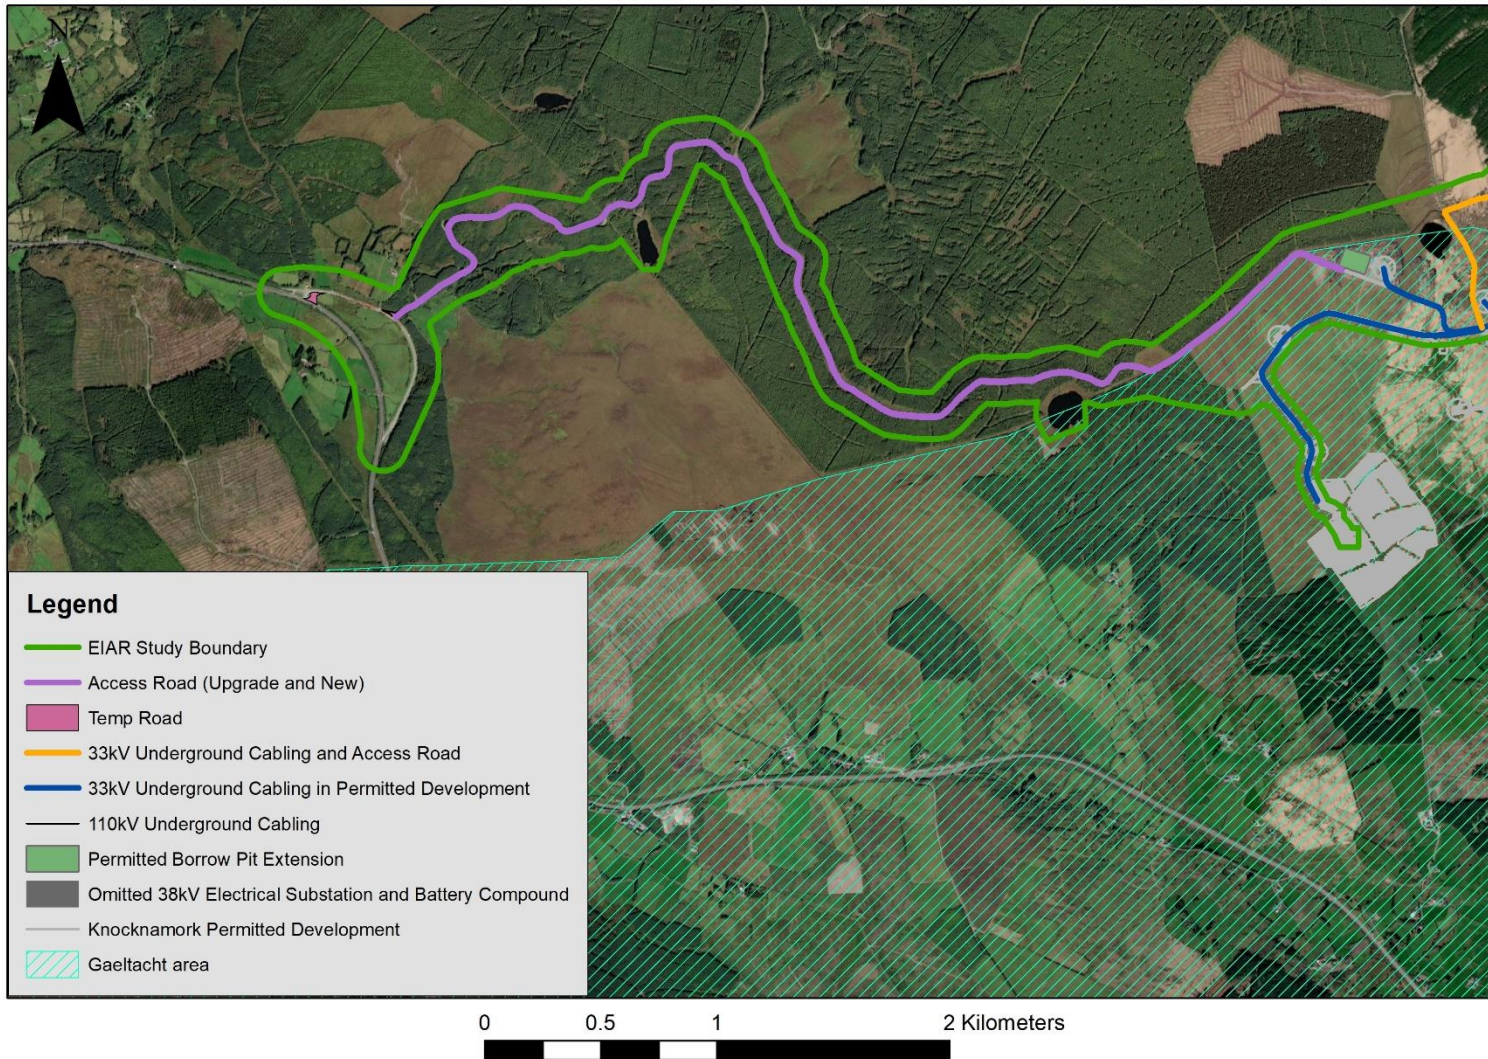 N
Legend
EIAR Study Boundary
Access Road (Upgrade and New)
Temp Road
33kV Underground Cabling and Access Road
33kV Underground Cabling in Permitted Development
110kV Underground Cabling
Permitted Borrow Pit Extension
Omitted 38kV Electrical Substation and Battery Compound
Knocknamork Permitted Development
Gaeltacht area
0 0.5 1 2 Kilometers